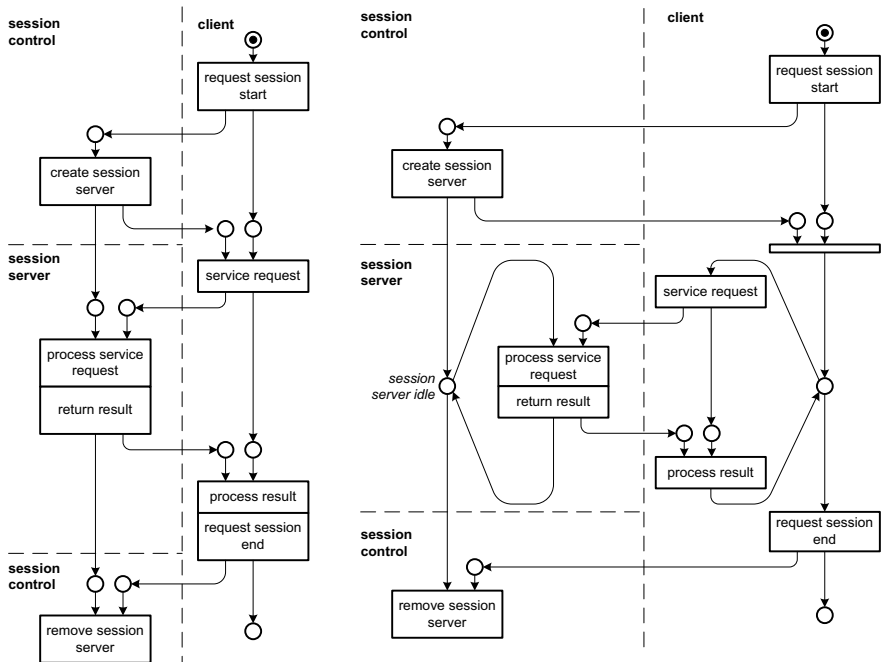 session
control
client
request session
start
create session
server
session
server
service request
process service
request
return result
process result
request session
end
session
control
remove session
server
session
control
client
request session
start
create session
server
session
server
service request
process service
request
session
server idle
return result
process result
session
control
request session
end
remove session
server